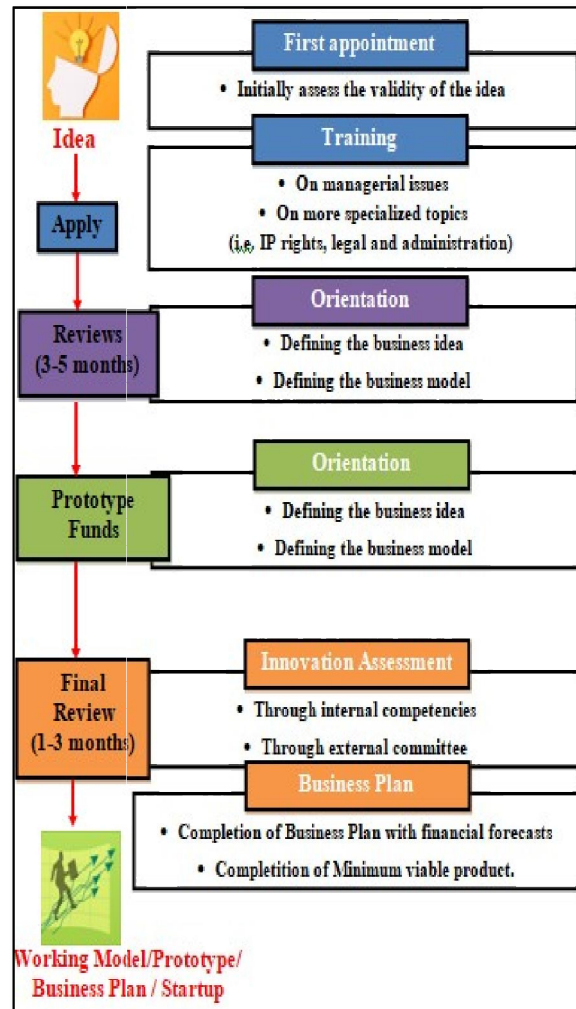 First appointment
• Initially assess the validity of the idea
Idea
Training
• On managerial issues
• On more specialized topics
(i.e. IP rights, legal and administration)
Apply
Orientation
• Defining the business idea
• Defining the business model
Reviews
(3-5 months)
Orientation
• Defining the business idea
• Defining the business model
Prototype
Funds
Innovation Assessment
• Through internal competencies
• Through external committee
Final
Review
(1-3 months)
Business Plan
• Completion of Business Plan with financial forecasts
• Completition of Minimum viable product.
Working Model/Prototype/
Business Plan / Startup